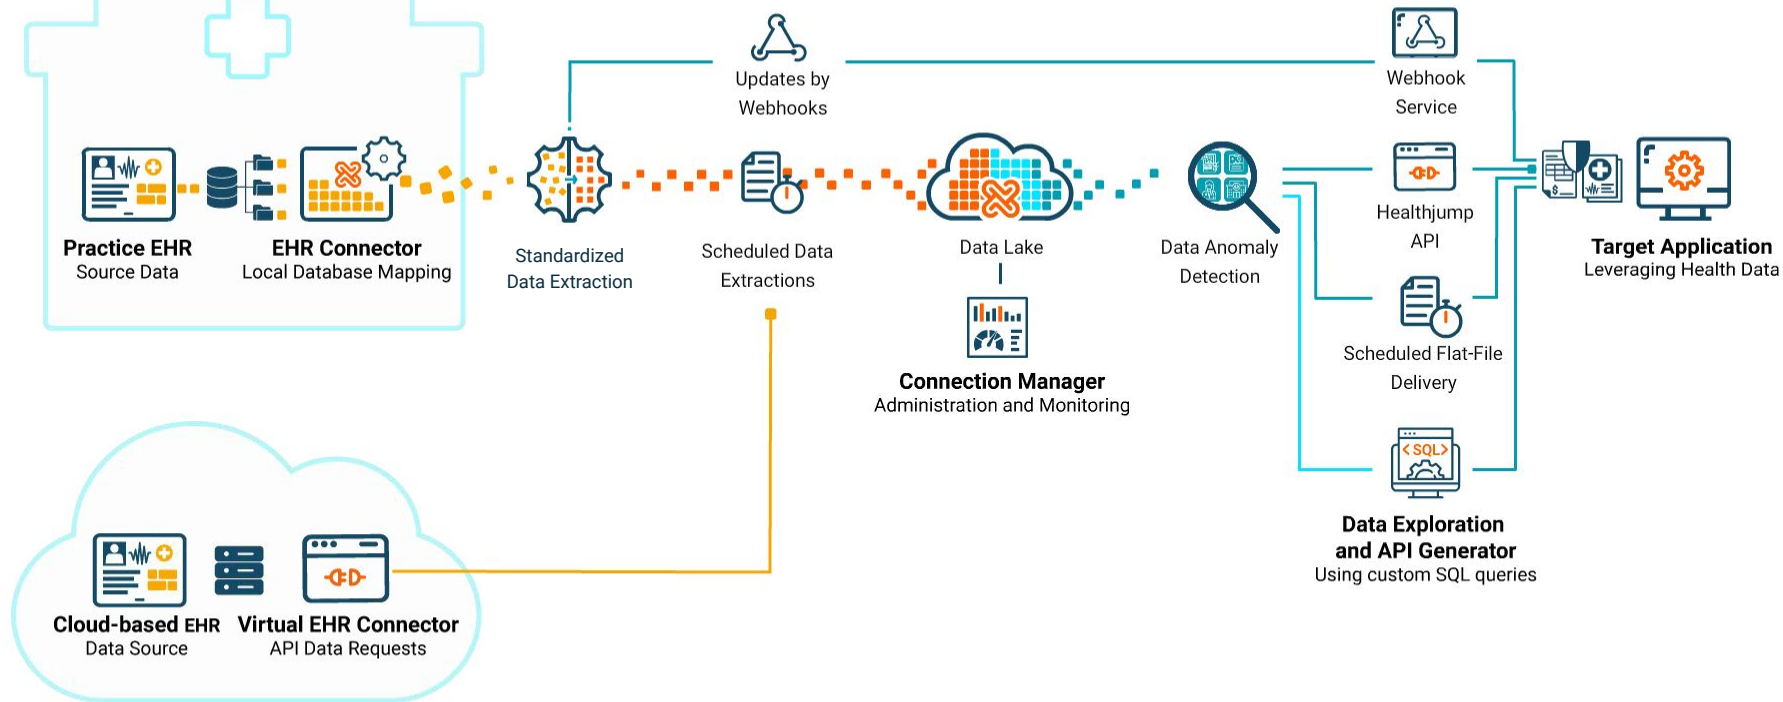 Updates by
Webhooks
Webhook
Service
Practice EHR
Source Data
EHR Connector
Local Database Mapping
Standardized
Data Extraction
Scheduled Data
Extractions
Data Lake
Data Anomaly
Detection
Healthjump
API
Target Application
Leveraging Health Data
$
Connection Manager
Administration and Monitoring
Scheduled Flat-File
Delivery
<SQL>
Data Exploration
and API Generator
Using custom SQL queries
Cloud-based EHR
Data Source
Virtual EHR Connector
API Data Requests